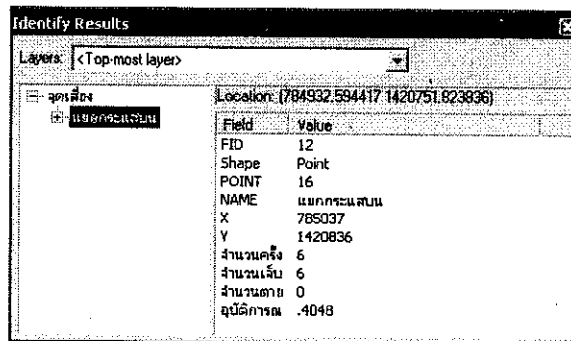 Identify Results
Layers: <Top-most layer>
จุดเสี่ยง
แยกกระแสบน
Location: (784932.594417 1420751.823836)
Field Value
FID 12
Shape Point
POINT 16
NAME แยกกระแสบน
X 785037
Y 1420836
จำนวนครั้ง 6
จำนวนเจ็บ 6
จำนวนตาย 0
อุบัติการณ .4048